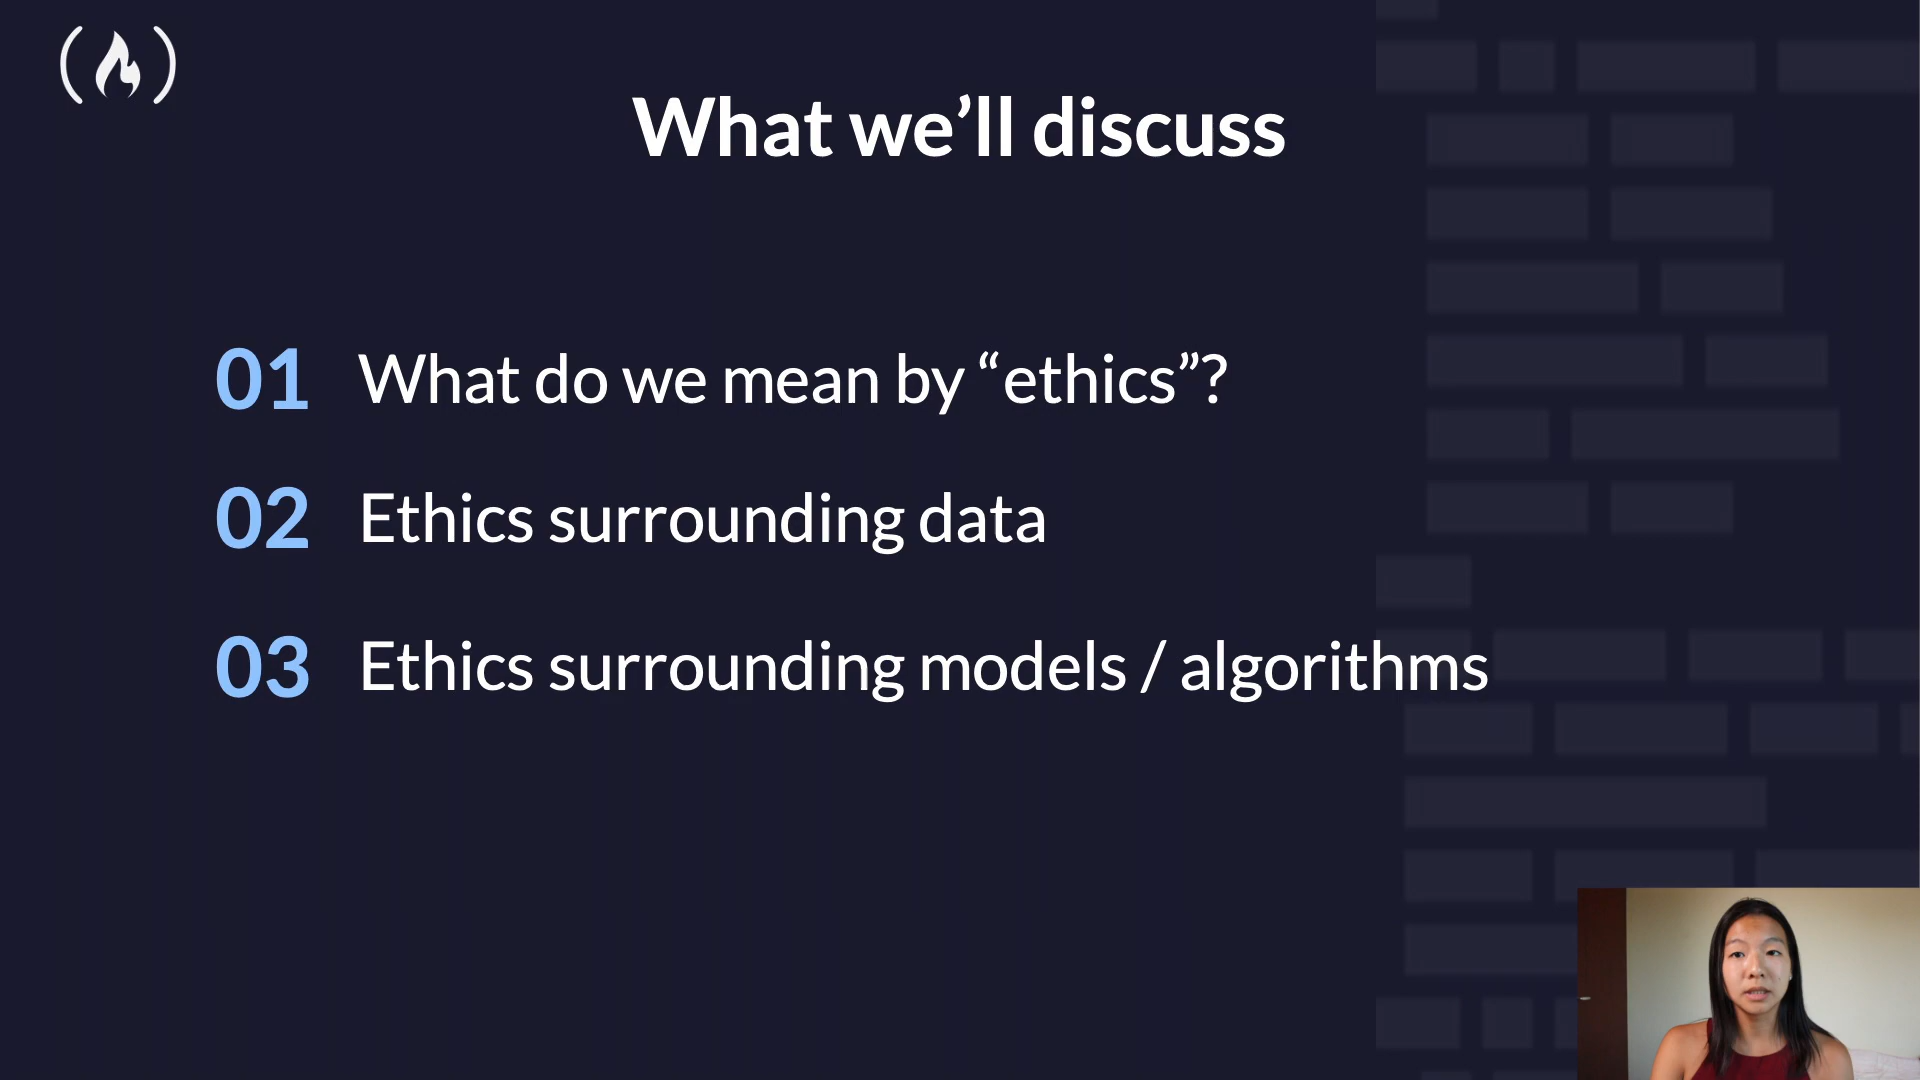 What we’ll discuss
01 What do we mean by “ethics”?
02 Ethics surrounding data
03 Ethics surrounding models / algorithms